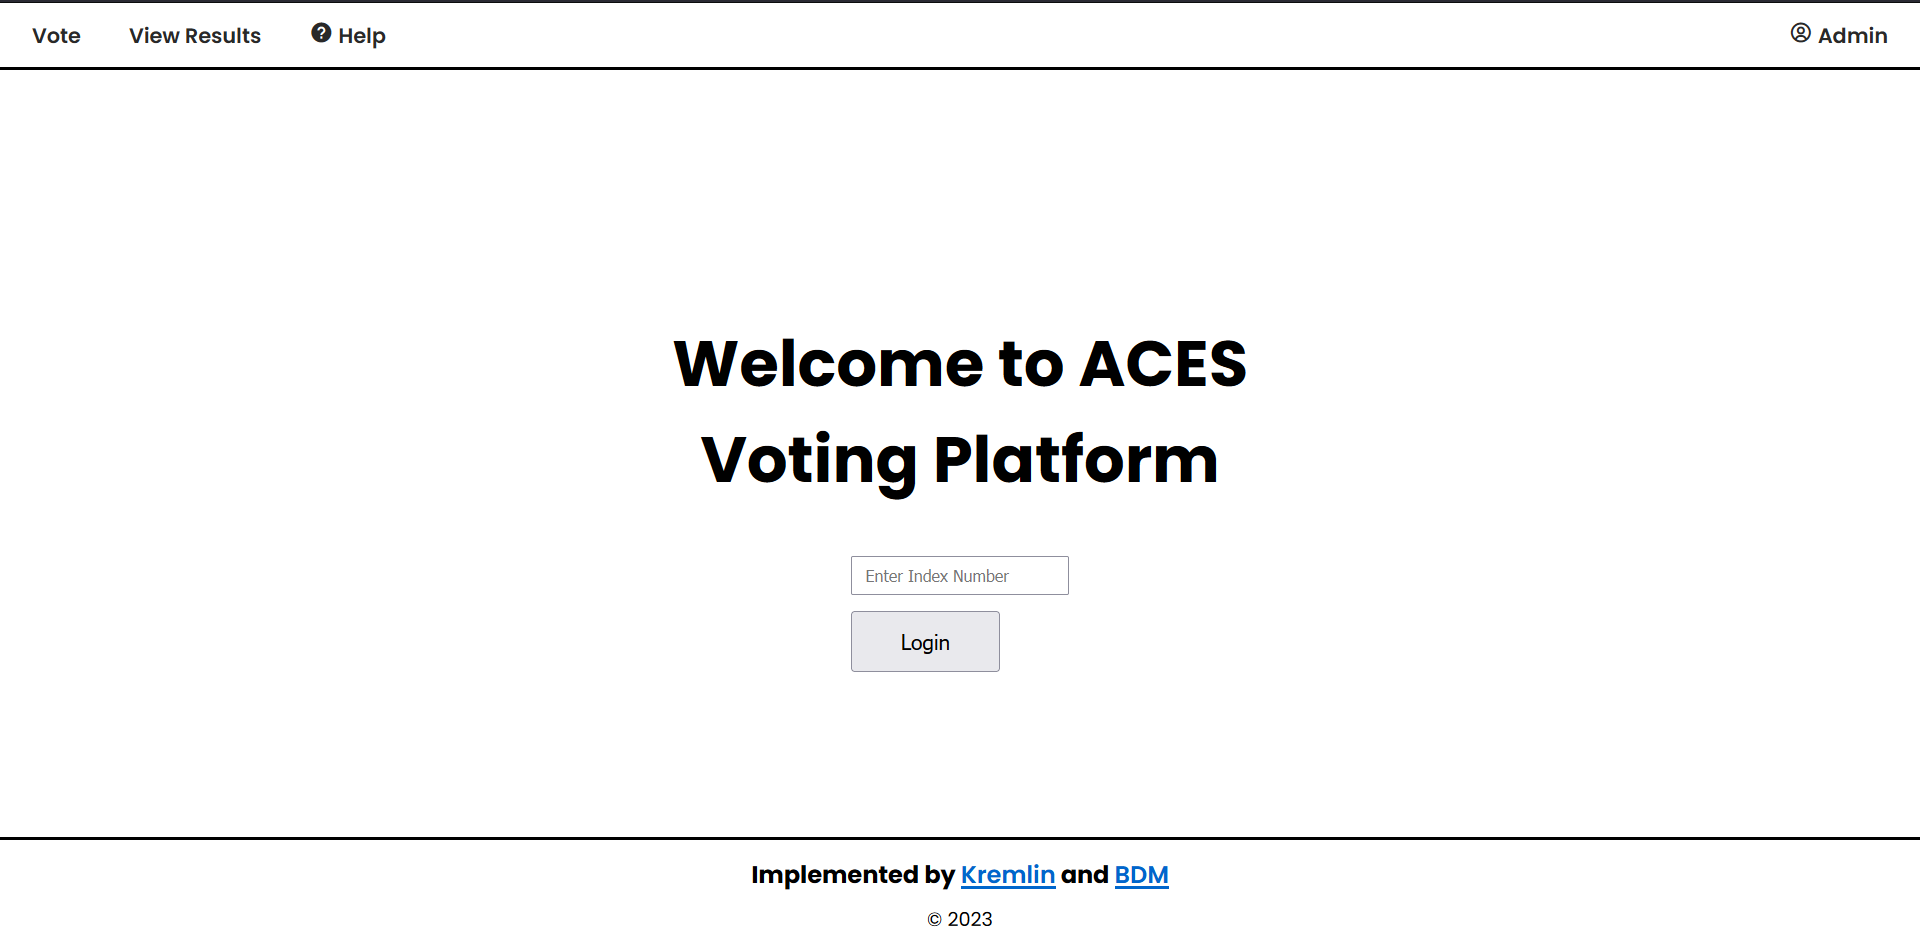 Vote View Results Help Admin
Welcome to ACES
Voting Platform
Enter Index Number
Login
Implemented by Kremlin and BDM
© 2023